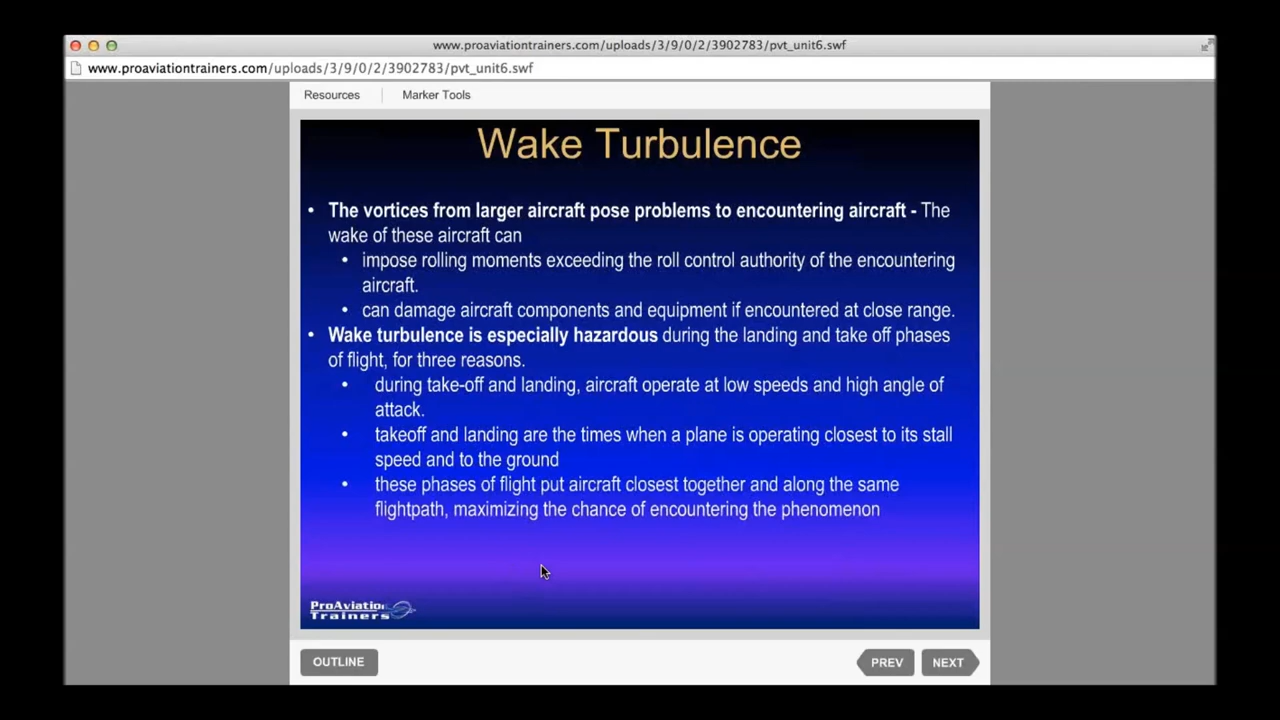 www.proaviationtrainers.com/uploads/3/9/0/2/3902783/pvt_unit6.swf
www.proaviationtrainers.com/uploads/3/9/0/2/3902783/pvt_unit6.swf
Resources
Marker Tools
Wake Turbulence
• The vortices from larger aircraft pose problems to encountering aircraft - The
wake of these aircraft can
• impose rolling moments exceeding the roll control authority of the encountering
aircraft.
• can damage aircraft components and equipment if encountered at close range.
• Wake turbulence is especially hazardous during the landing and take off phases
of flight, for three reasons.
• during take-off and landing, aircraft operate at low speeds and high angle of
attack.
• takeoff and landing are the times when a plane is operating closest to its stall
speed and to the ground
• these phases of flight put aircraft closest together and along the same
flightpath, maximizing the chance of encountering the phenomenon
ProAviation
Trainers
OUTLINE
PREV
NEXT